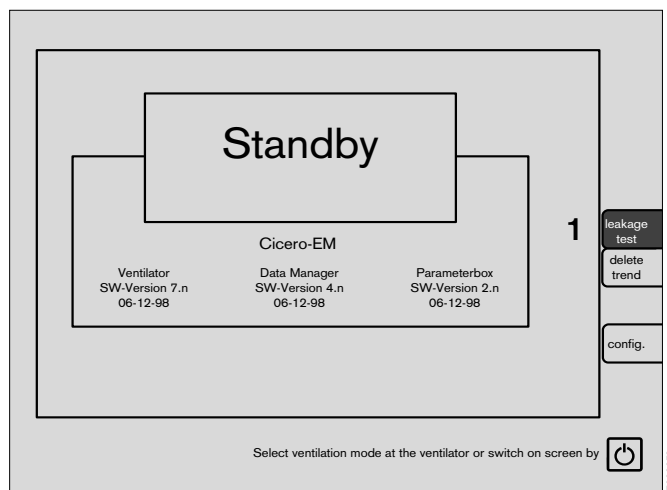 Standby
Cicero-EM
Ventilator
SW-Version 7.n
06-12-98
Data Manager
SW-Version 4.n
06-12-98
Parameterbox
SW-Version 2.n
06-12-98
1
leakage
test
delete
trend
config.
Select ventilation mode at the ventilator or switch on screen by